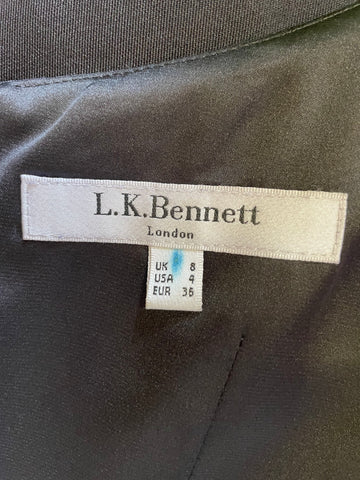 L.K.Bennett
London
UK 8
USA 4
EUR 36